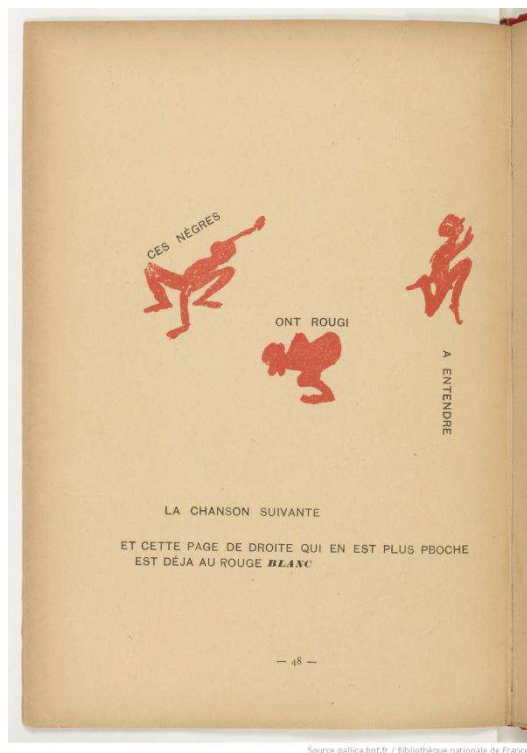 CES NÈGRES
ONT ROUGI
A ENTENDRE
LA CHANSON SUIVANTE
ET CETTE PAGE DE DROITE QUI EN EST PLUS PBOCHE
EST DÉJA AU ROUGE BLANC
— 48 —
Source gallica.bnf.fr / Bibliothèque nationale de France